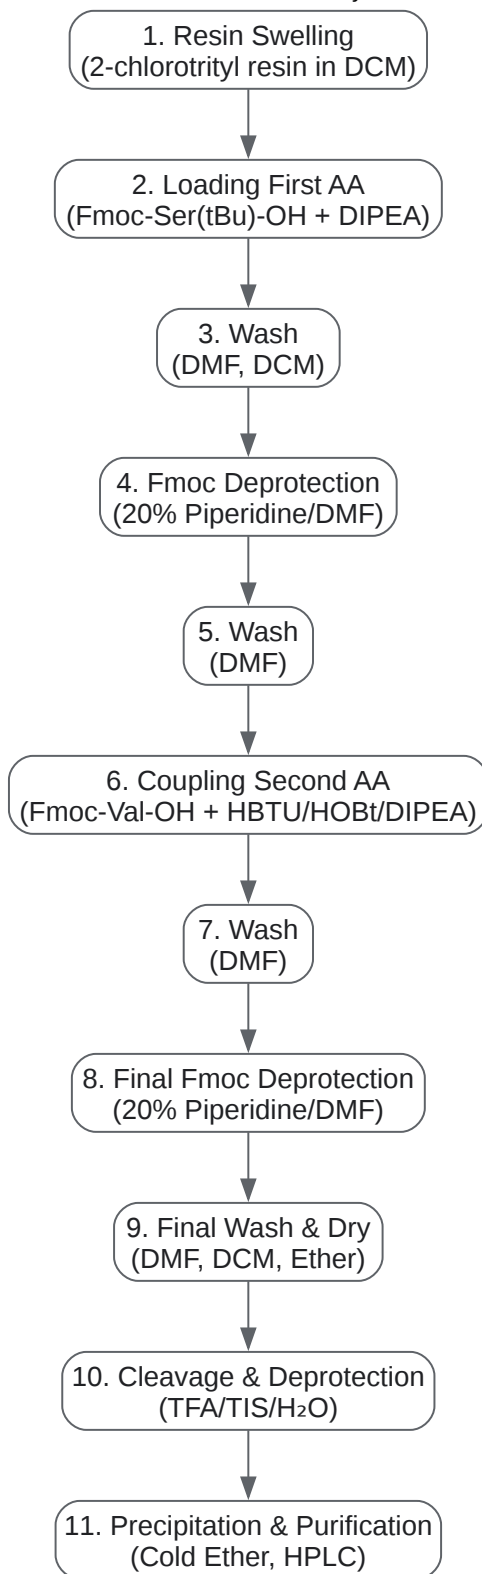 1. Resin Swelling
(2-chlorotrityl resin in DCM)
2. Loading First AA
(Fmoc-Ser(tBu)-OH + DIPEA)
3. Wash
(DMF, DCM)
4. Fmoc Deprotection
(20% Piperidine/DMF)
5. Wash
(DMF)
6. Coupling Second AA
(Fmoc-Val-OH + HBTU/HOBt/DIPEA)
7. Wash
(DMF)
8. Final Fmoc Deprotection
(20% Piperidine/DMF)
9. Final Wash & Dry
(DMF, DCM, Ether)
10. Cleavage & Deprotection
(TFA/TIS/H₂O)
11. Precipitation & Purification
(Cold Ether, HPLC)